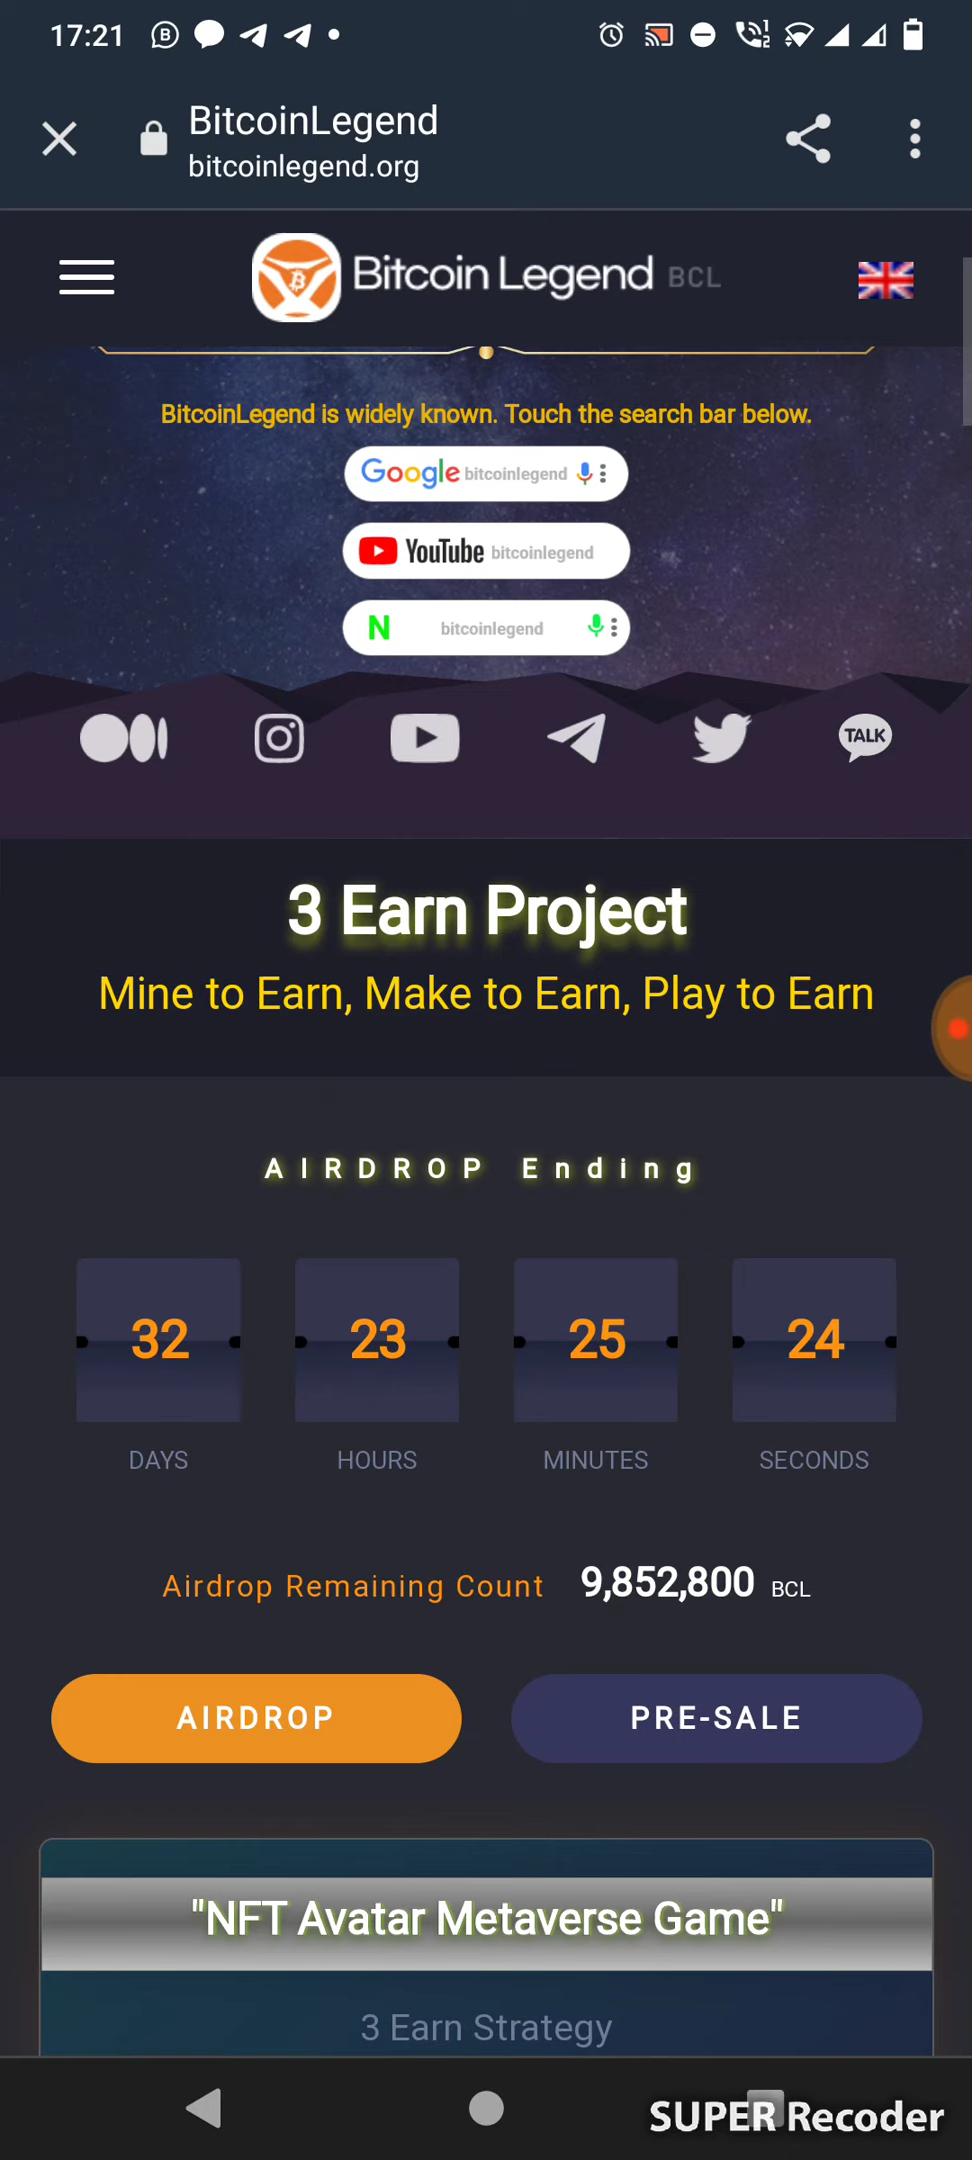 17:21
BitcoinLegend
bitcoinlegend.org
Bitcoin Legend BCL
BitcoinLegend is widely known. Touch the search bar below.
Google bitcoinlegend
YouTube bitcoinlegend
N bitcoinlegend
TALK
3 Earn Project
Mine to Earn, Make to Earn, Play to Earn
AIRDROP Ending
32 23 25 24
DAYS HOURS MINUTES SECONDS
Airdrop Remaining Count 9,852,800 BCL
AIRDROP PRE-SALE
"NFT Avatar Metaverse Game"
3 Earn Strategy
SUPER Recoder